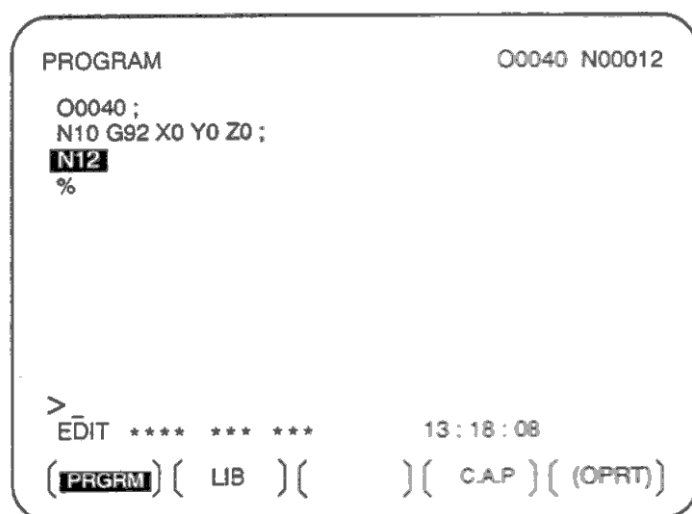 PROGRAM O0040 N00012
O0040 ;
N10 G92 X0 Y0 Z0 ;
N12
%
>_
EDIT **** *** *** 13 : 18 : 08
(PRGRM) ( LIB ) ( ) ( C.A.P ) ( (OPRT) )